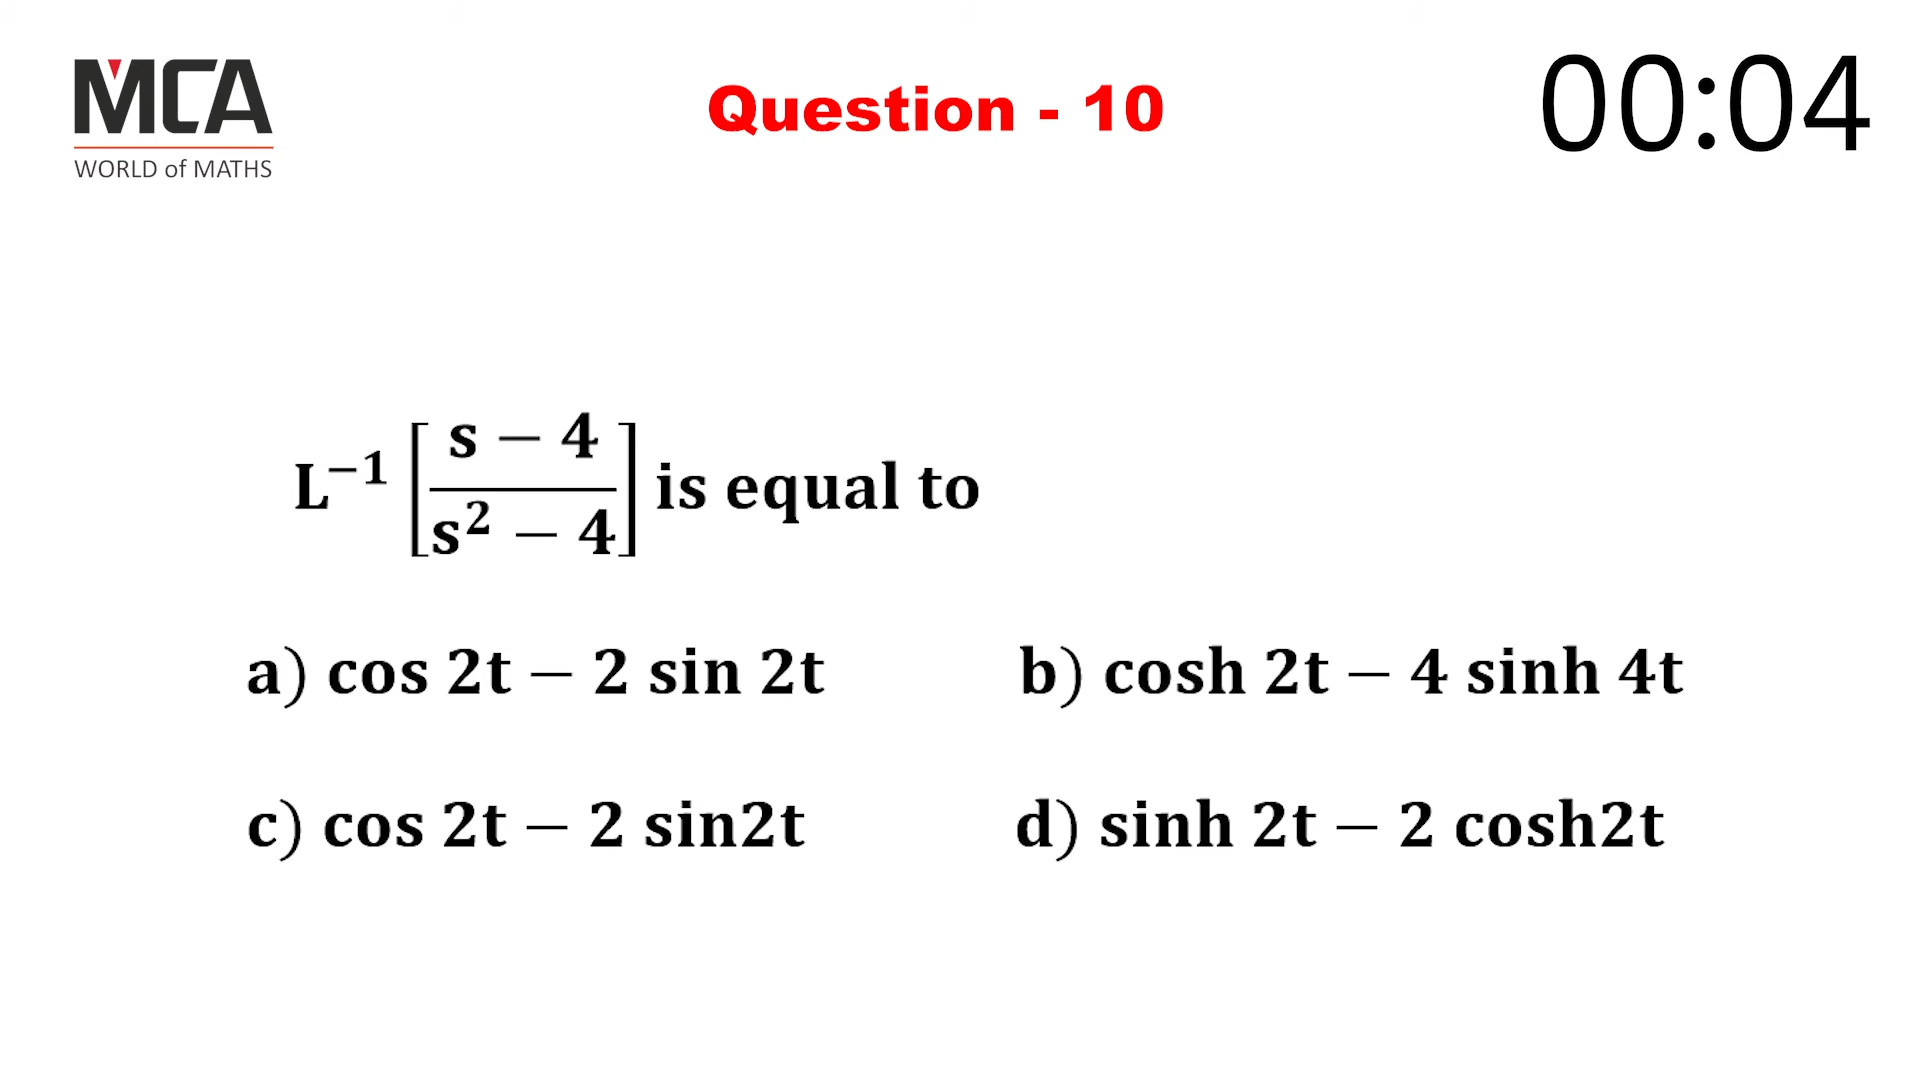 MCA
WORLD of MATHS
Question - 10
00:04
L⁻¹ [(s − 4)/(s² − 4)] is equal to
a) cos 2t − 2 sin 2t
b) cosh 2t − 4 sinh 4t
c) cos 2t − 2 sin2t
d) sinh 2t − 2 cosh2t